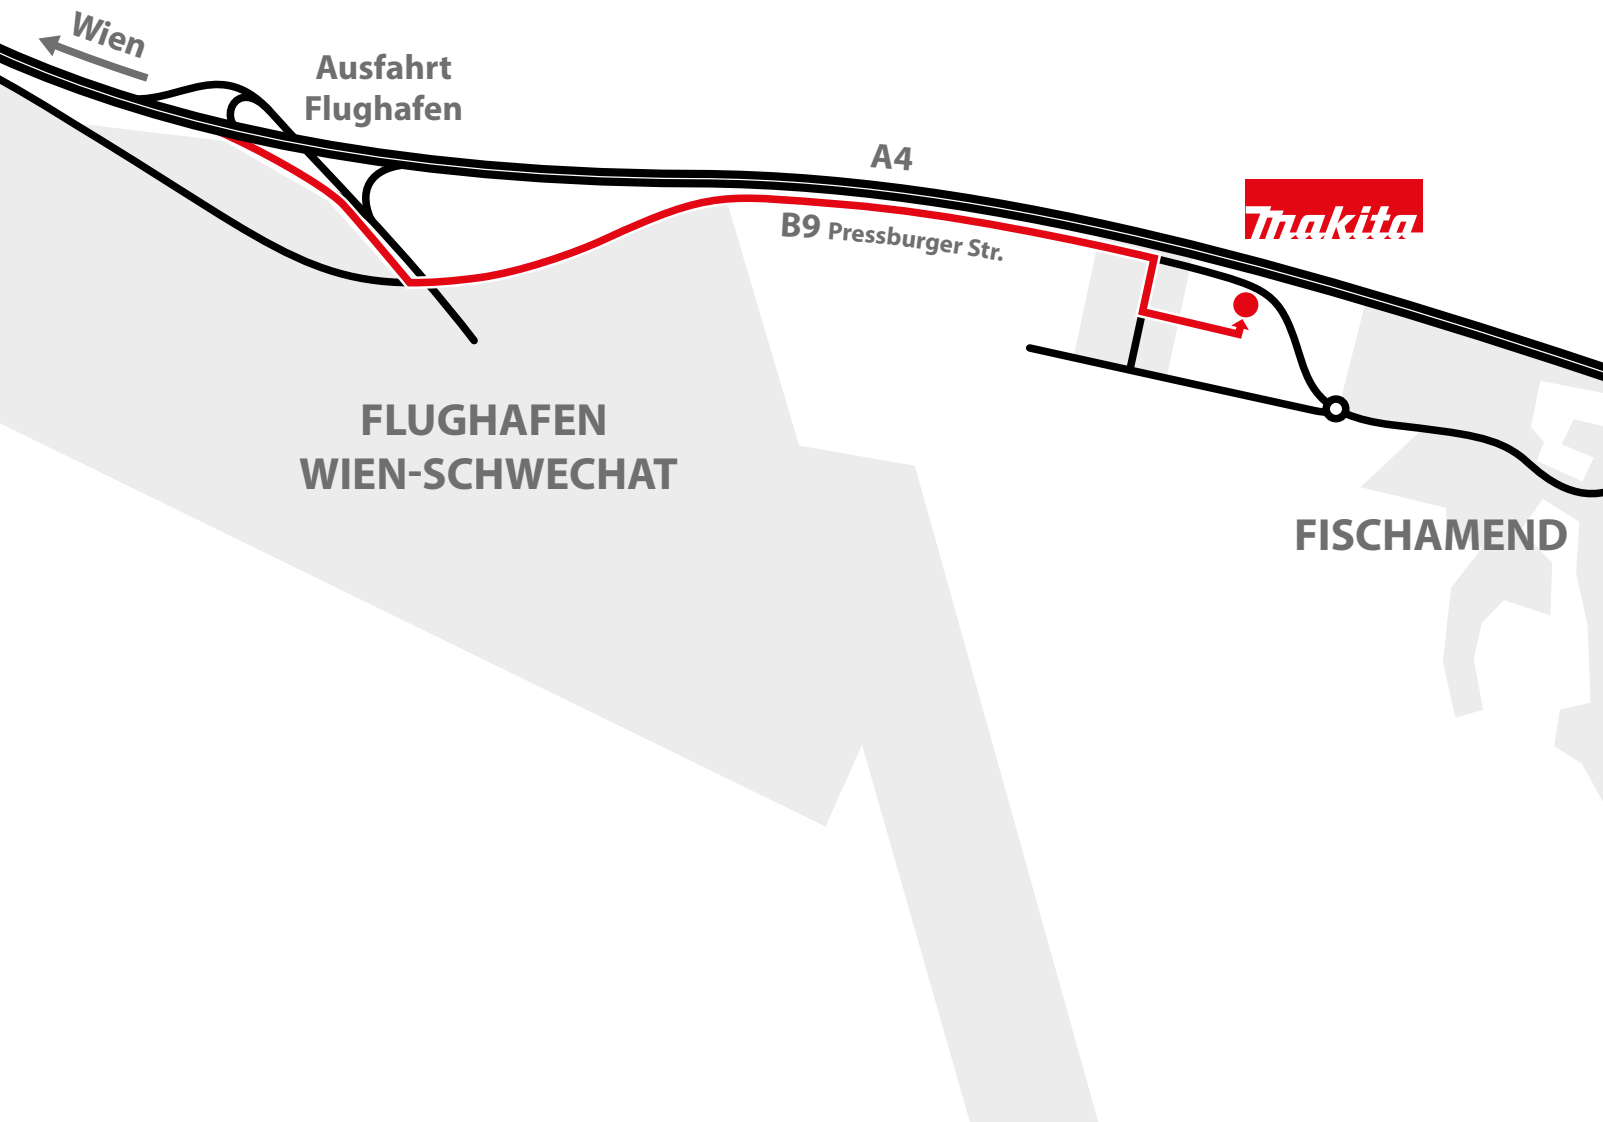 Wien
Ausfahrt
Flughafen
A4
makita
B9 Pressburger Str.
FLUGHAFEN
WIEN-SCHWECHAT
FISCHAMEND